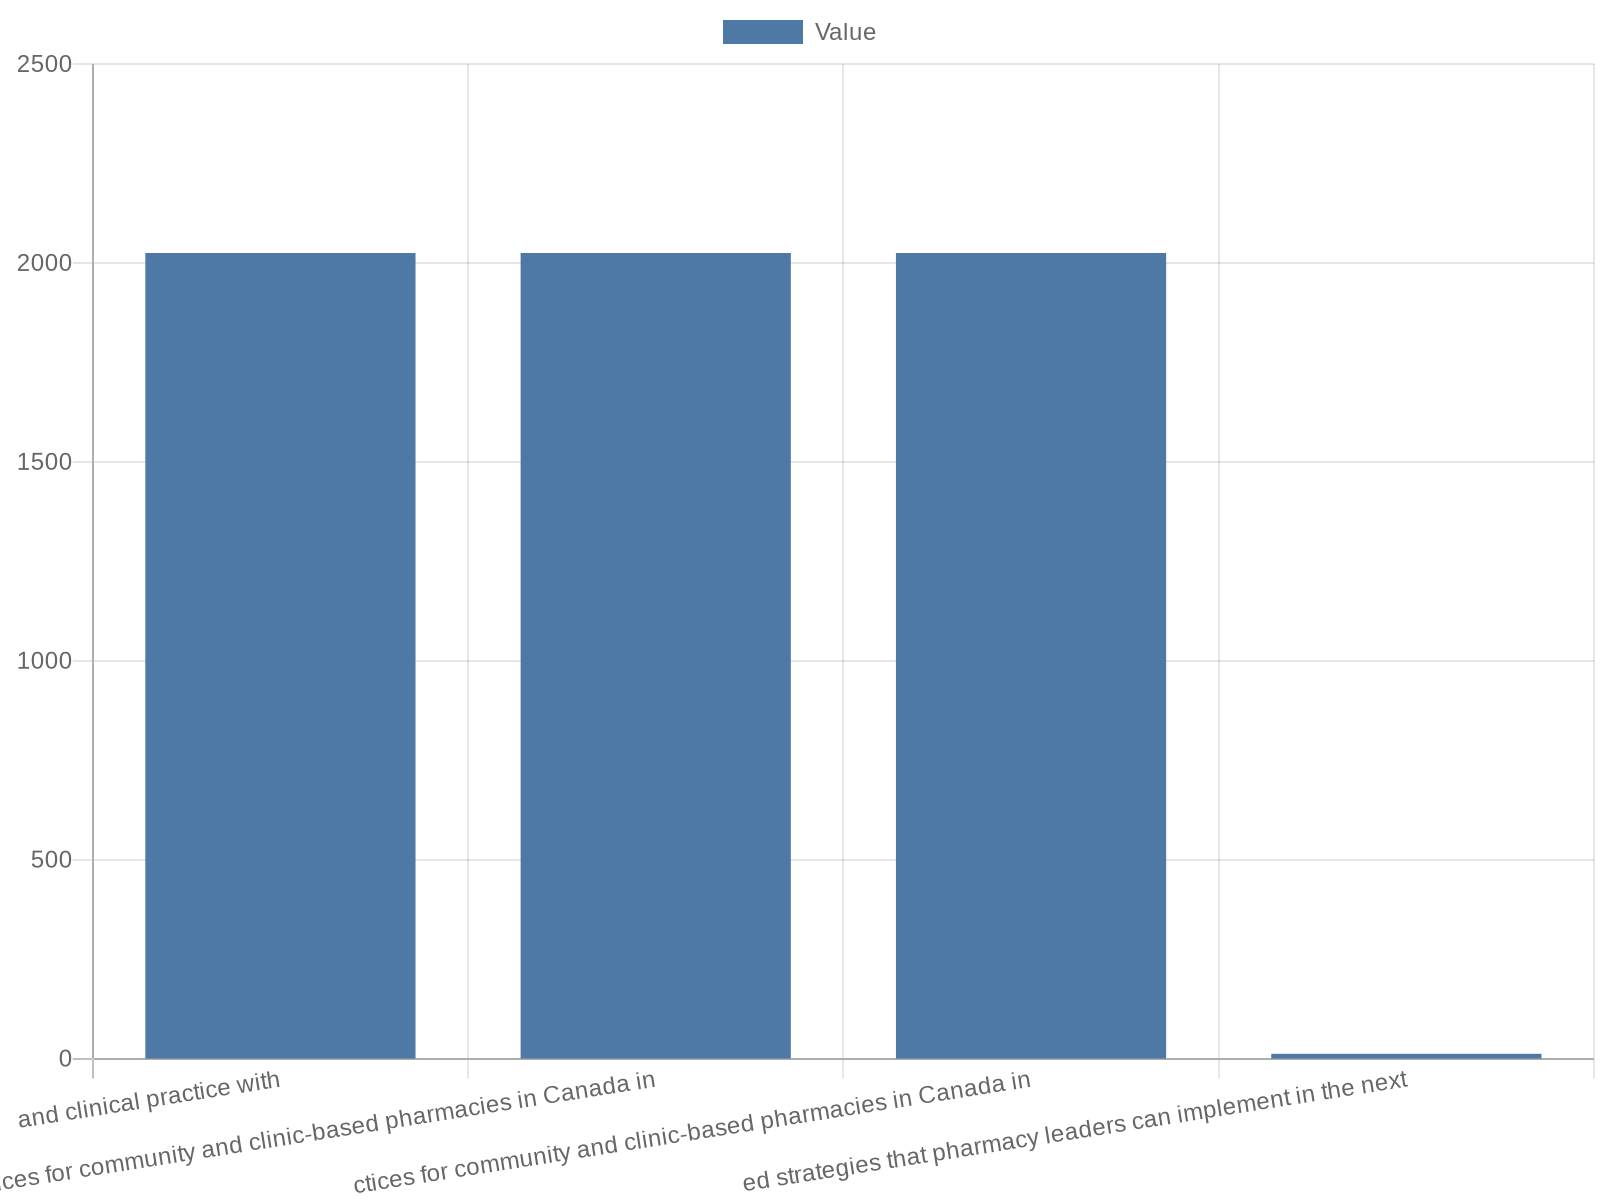 Value
2500
2000
1500
1000
500
0
and clinical practice with
ices for community and clinic-based pharmacies in Canada in
ctices for community and clinic-based pharmacies in Canada in
ed strategies that pharmacy leaders can implement in the next